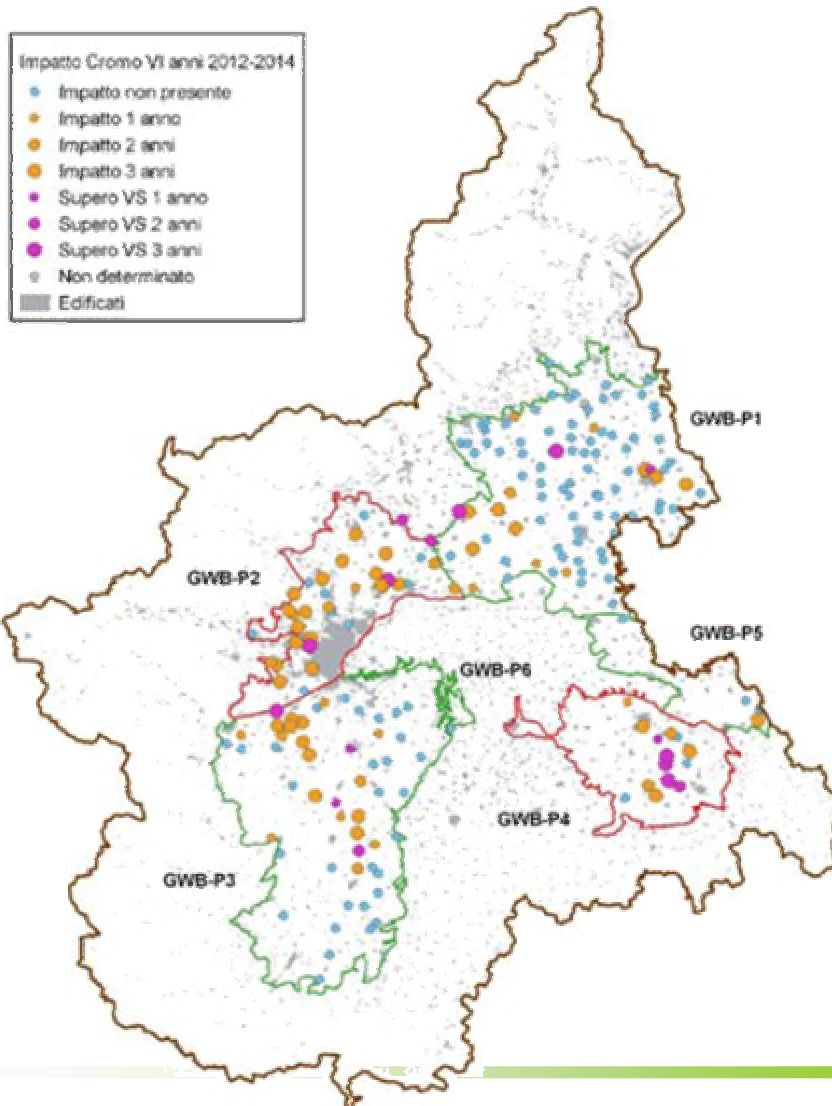 Impatto Cromo VI anni 2012-2014
Impatto non presente
Impatto 1 anno
Impatto 2 anni
Impatto 3 anni
Supero VS 1 anno
Supero VS 2 anni
Supero VS 3 anni
Non determinato
Edificati
GWB-P1
GWB-P2
GWB-P5
GWB-P6
GWB-P4
GWB-P3